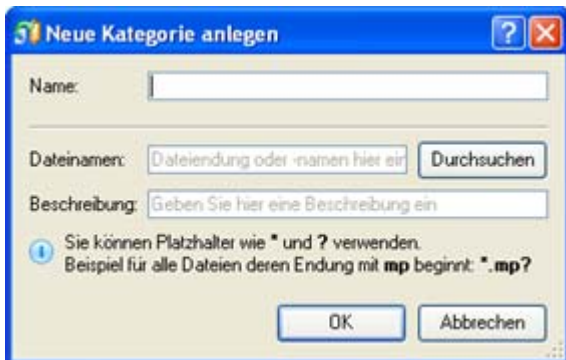 Neue Kategorie anlegen
Name:
Dateinamen: Dateiendung oder -namen hier ein Durchsuchen
Beschreibung: Geben Sie hier eine Beschreibung ein
Sie können Platzhalter wie * und ? verwenden.
Beispiel für alle Dateien deren Endung mit mp beginnt: *.mp?
OK Abbrechen